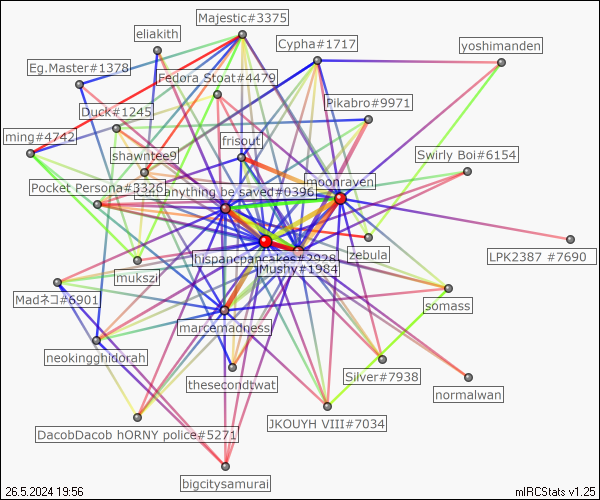 Majestic#3375
eliakith
Cypha#1717
yoshimanden
Eg.Master#1378
Fedora Stoat#4479
Pikabro#9971
Duck#1245
ming#4742
frisout
shawntee9
Swirly Boi#6154
moonraven
Pocket Persona#3326
anything be saved#0396
zebula
LPK2387 #7690
hispancpancakes#2928
Mushy#1984
mukszi
Madネコ#6901
somass
marcemadness
neokingghidorah
Silver#7938
thesecondtwat
normalwan
JKOUYH VIII#7034
DacobDacob hORNY police#5271
bigcitysamurai
26.5.2024 19:56
mIRCStats v1.25